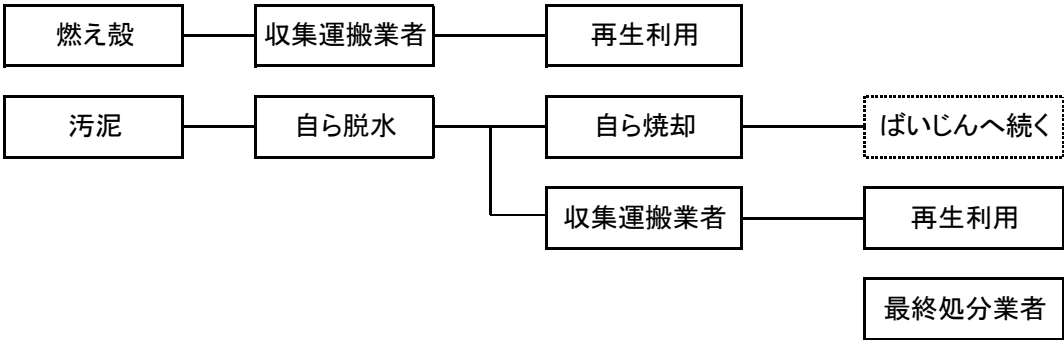 燃え殻
収集運搬業者
再生利用
汚泥
自ら脱水
自ら焼却
ばいじんへ続く
収集運搬業者
再生利用
最終処分業者